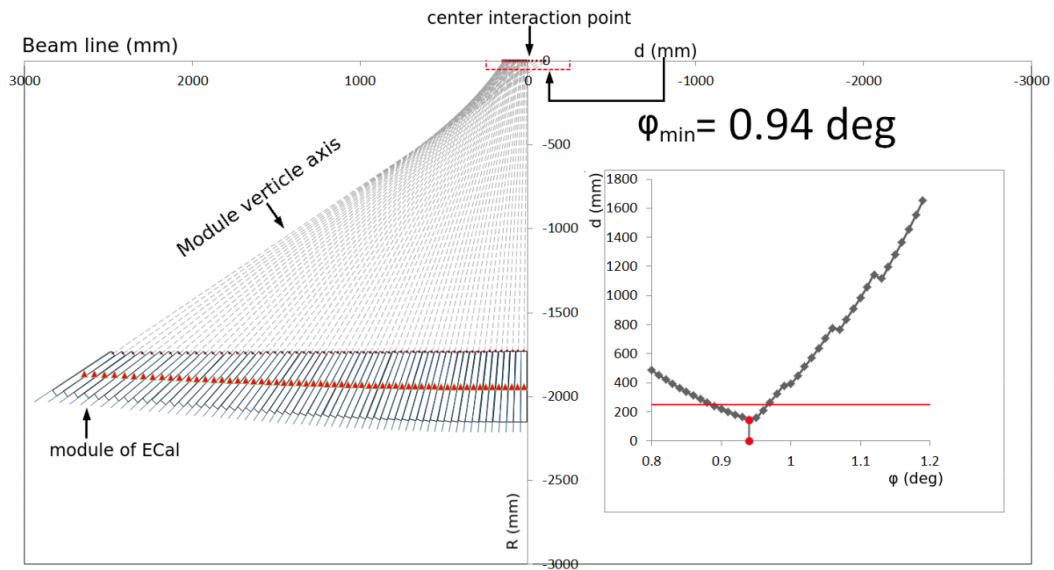 center interaction point
Beam line (mm)
d (mm)
3000 2000 1000 0 -1000 -2000 -3000
0
φmin= 0.94 deg
-500
Module verticle axis
-1000
-1500
-2000
module of ECal
-2500
R (mm)
-3000
d (mm)
1800
1600
1400
1200
1000
800
600
400
200
0
0.8 0.9 1 1.1 1.2
φ (deg)